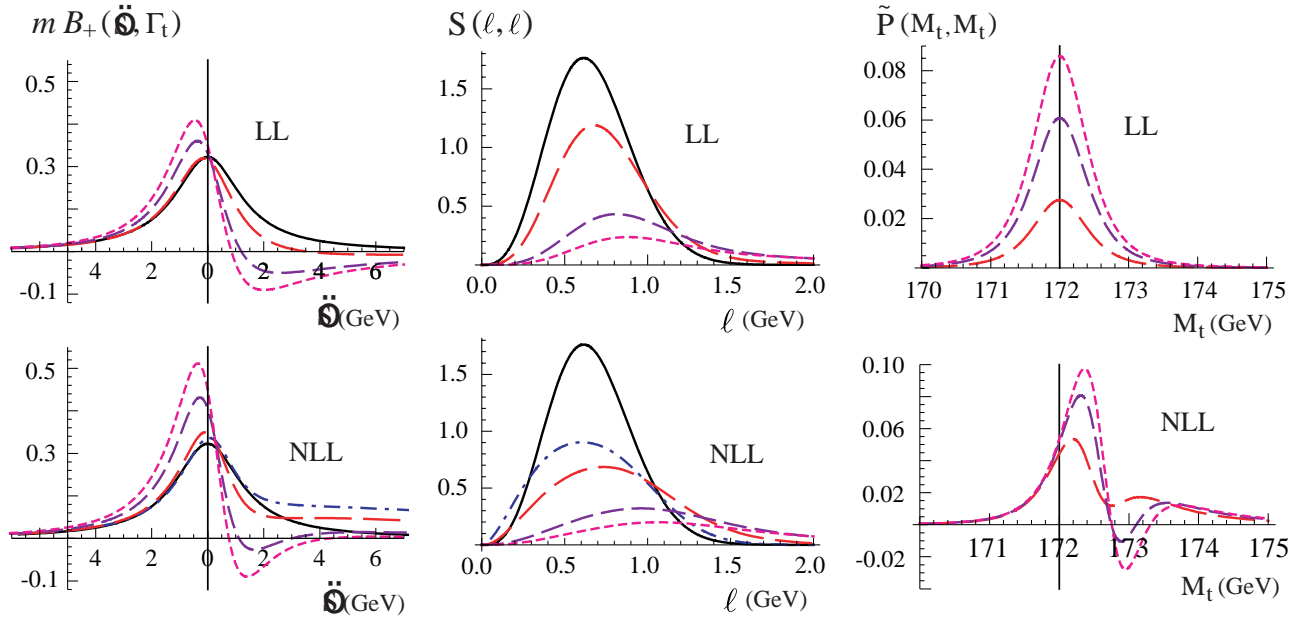 m B₊( , Γₜ)
0.5
0.3
-0.1
LL
4 2 0 2 4 6
(GeV)
S(ℓ, ℓ)
1.5
1.0
0.5
LL
0.0 0.5 1.0 1.5 2.0
ℓ (GeV)
P̃(Mₜ, Mₜ)
0.08
0.06
0.04
0.02
LL
170 171 172 173 174 175
Mₜ (GeV)
0.5
0.3
-0.1
NLL
4 2 0 2 4 6
(GeV)
1.5
1.0
0.5
NLL
0.0 0.5 1.0 1.5 2.0
ℓ (GeV)
0.10
0.06
0.02
-0.02
NLL
171 172 173 174 175
Mₜ (GeV)